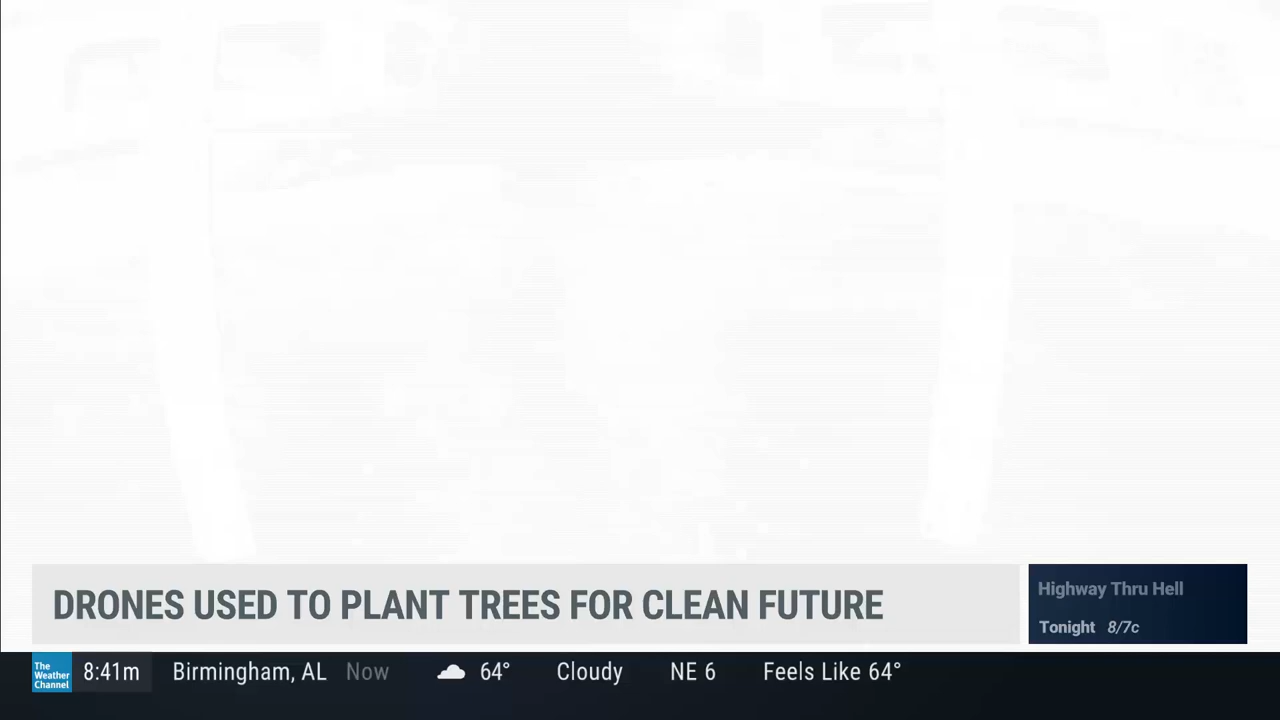 DRONES USED TO PLANT TREES FOR CLEAN FUTURE
Highway Thru Hell
Tonight 8/7c
The
Weather
Channel
8:41m Birmingham, AL Now 64° Cloudy NE 6 Feels Like 64°